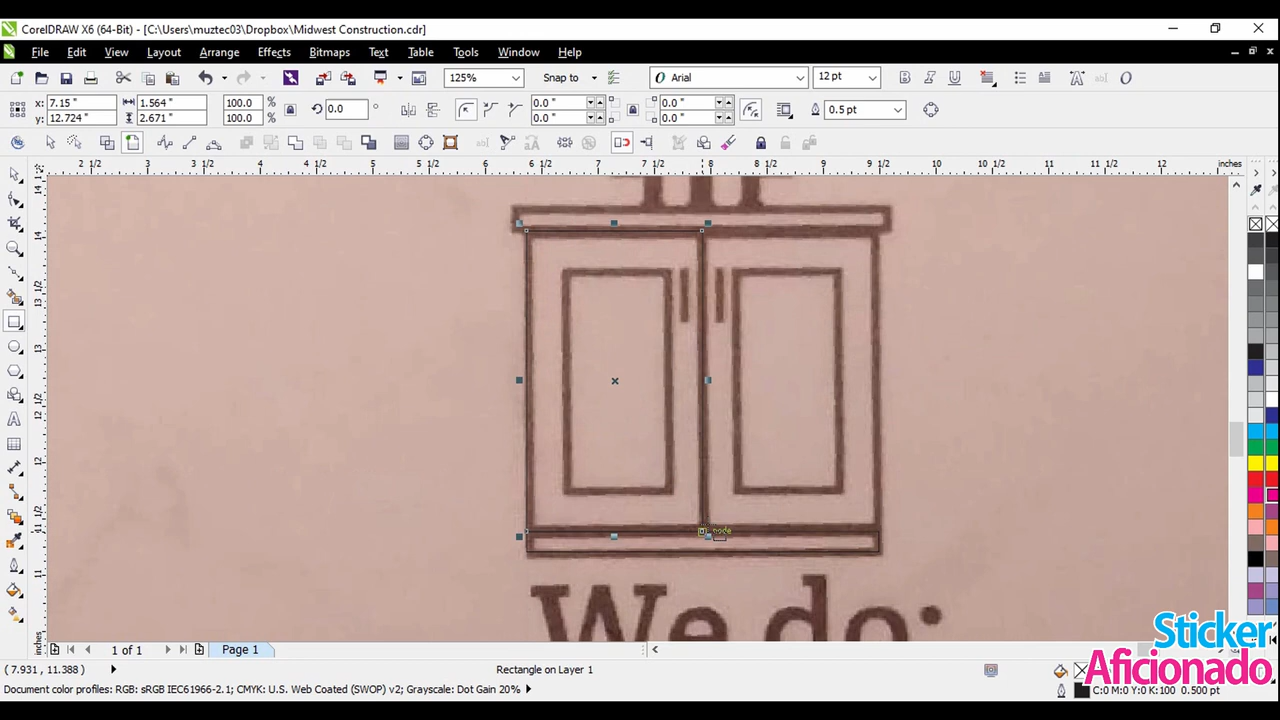 CorelDRAW X6 (64-Bit) - [C:\Users\muztec03\Dropbox\Midwest Construction.cdr]
File Edit View Layout Arrange Effects Bitmaps Text Table Tools Window Help
125% Snap to Arial 12 pt
x: 7.15 " 1.564 " 100.0 % 0.0 ° 0.0 " 0.0 " 0.5 pt
y: 12.724 " 2.671 " 100.0 % 0.0 " 0.0 "
2 1/2 3 3 1/2 4 4 1/2 5 5 1/2 6 6 1/2 7 7 1/2 8 8 1/2 9 9 1/2 10 10 1/2 11 11 1/2 12 inches
14
13
13
12
12
11
inches
node
We do:
1 of 1 Page 1
( 7.931 , 11.388 ) Rectangle on Layer 1
Document color profiles: RGB: sRGB IEC61966-2.1; CMYK: U.S. Web Coated (SWOP) v2; Grayscale: Dot Gain 20% C:0 M:0 Y:0 K:100 0.500 pt
Sticker
Aficionado